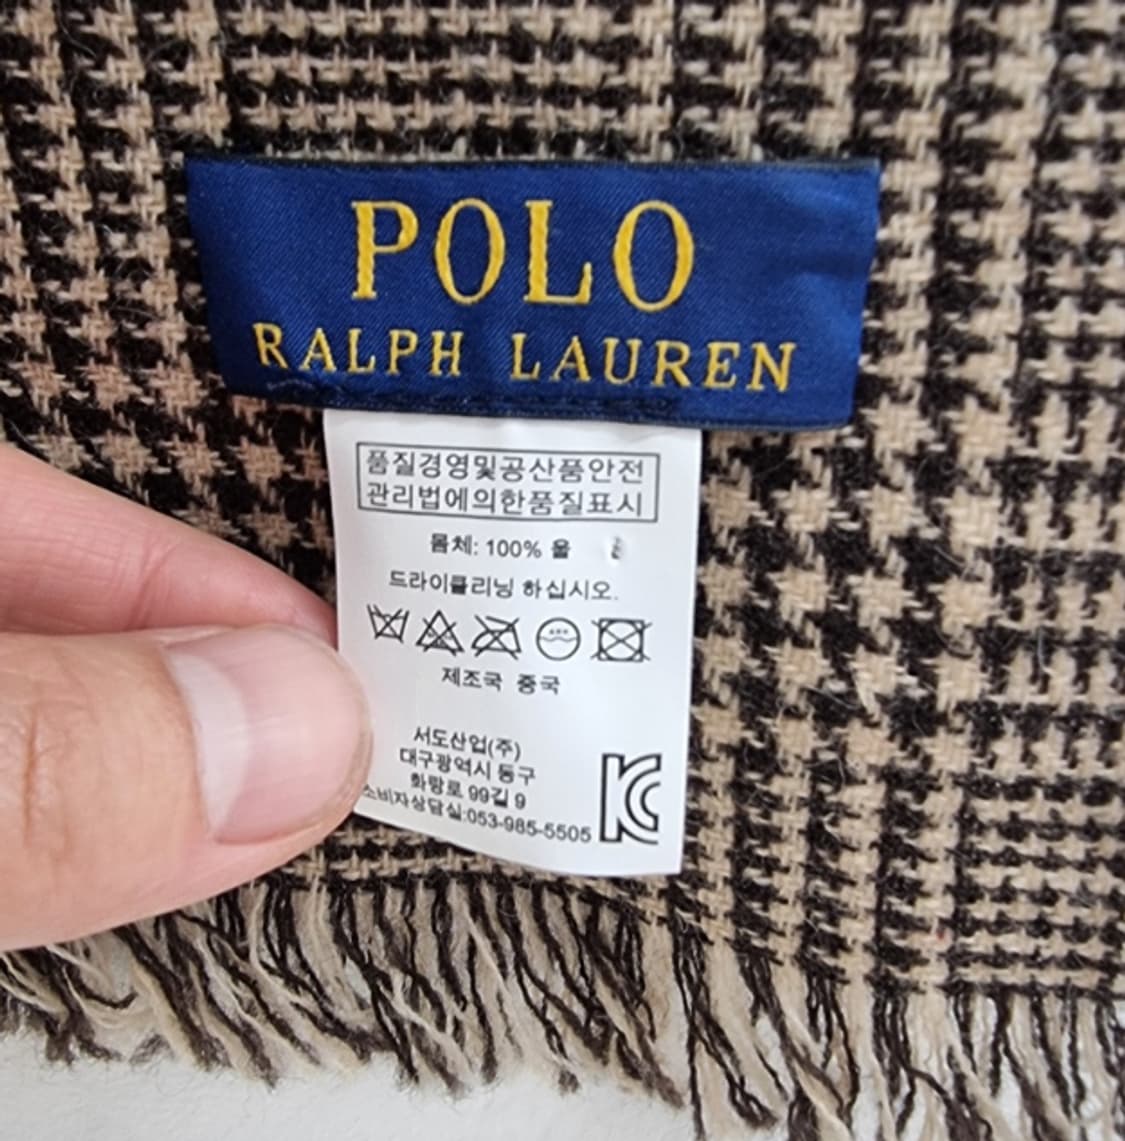 POLO
RALPH LAUREN
품질경영및공산품안전
관리법에의한품질표시
몸체: 100% 울
드라이클리닝 하십시오.
제조국 중국
서도산업(주)
대구광역시 동구
화랑로 99길 9
소비자상담실:053-985-5505